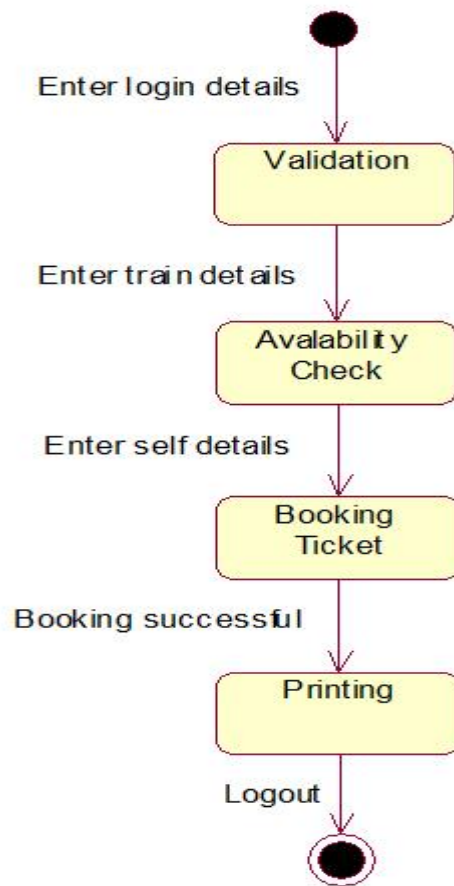 Enter login details
Validation
Enter train details
Avalability
Check
Enter self details
Booking
Ticket
Booking successful
Printing
Logout